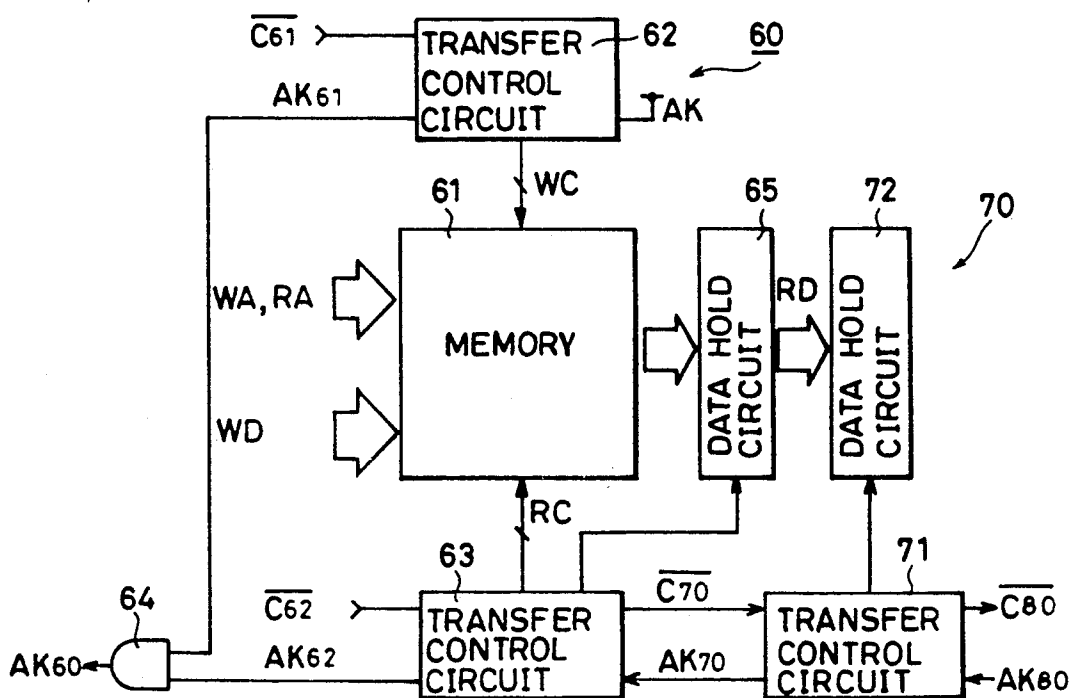 C61
TRANSFER
CONTROL
CIRCUIT
62
60
AK61
AK
WC
61
65
72
70
WA, RA
MEMORY
DATA HOLD
CIRCUIT
RD
DATA HOLD
CIRCUIT
WD
RC
63
71
64
C62
TRANSFER
CONTROL
CIRCUIT
C70
TRANSFER
CONTROL
CIRCUIT
C80
AK60
AK62
AK70
AK80